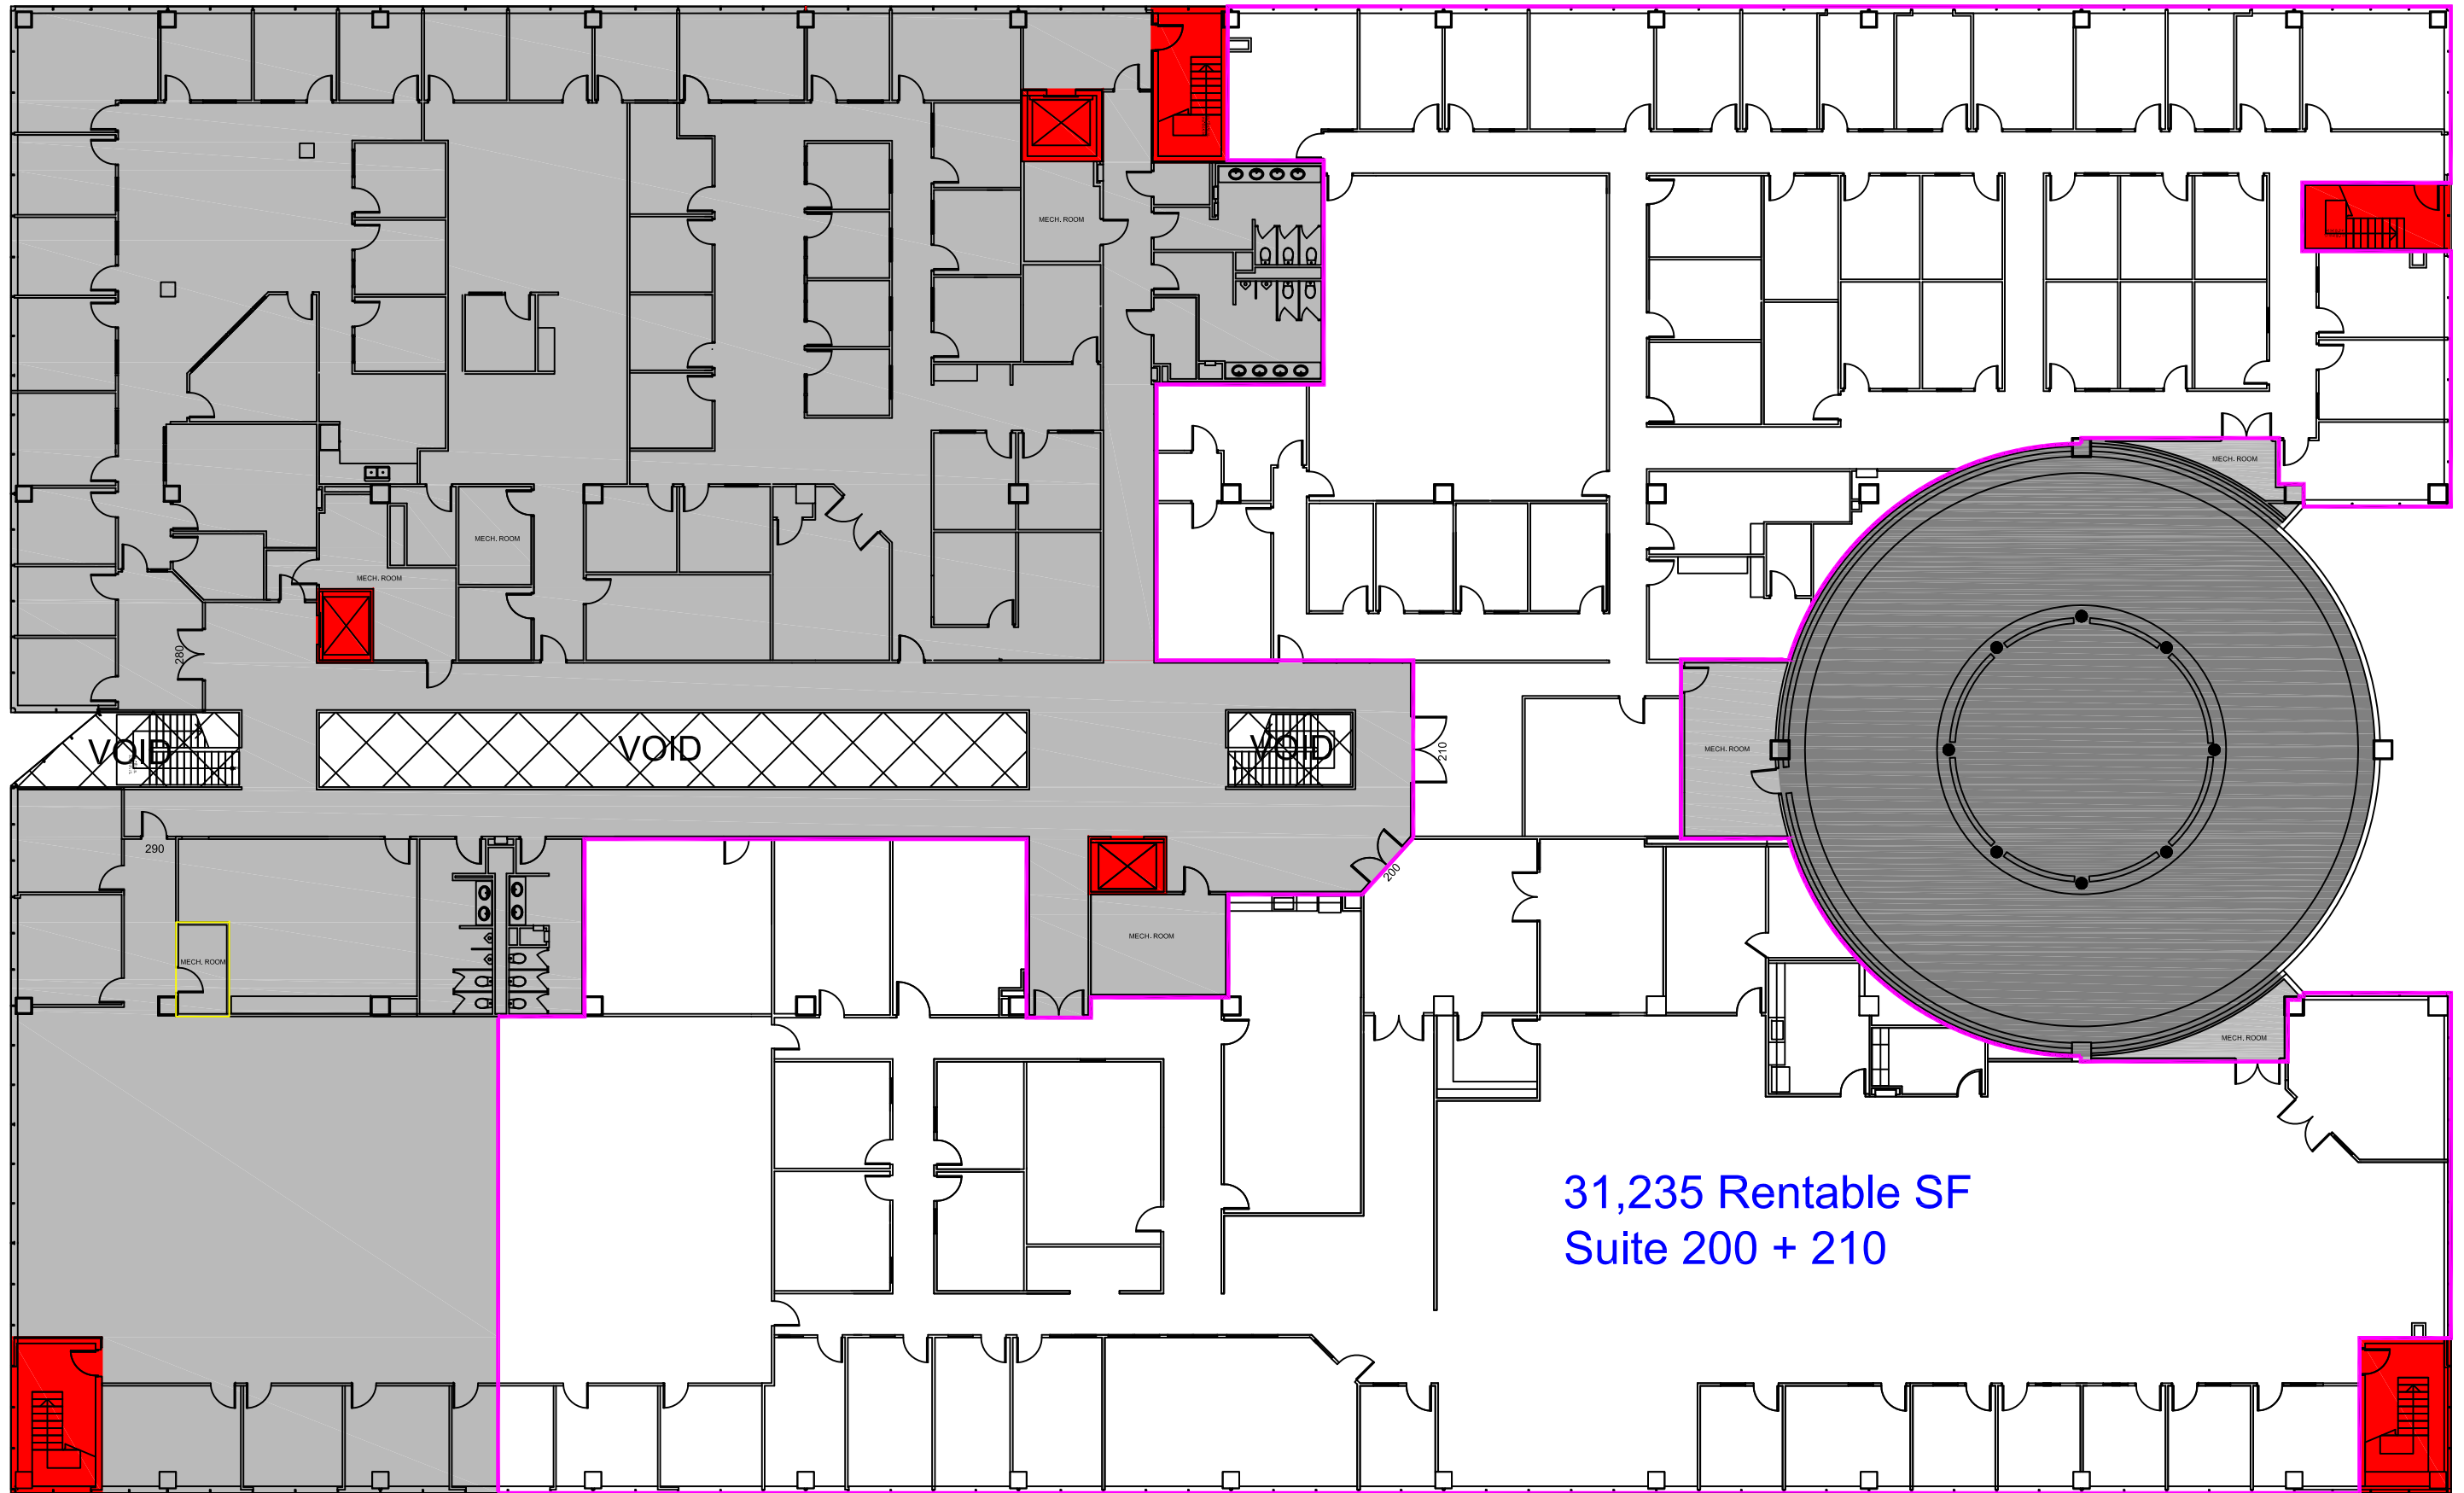 MECH. ROOM
MECH. ROOM
MECH. ROOM
MECH. ROOM
280
VOID
VOID
VOID
210
MECH. ROOM
290
200
MECH. ROOM
MECH. ROOM
MECH. ROOM
31,235 Rentable SF
Suite 200 + 210